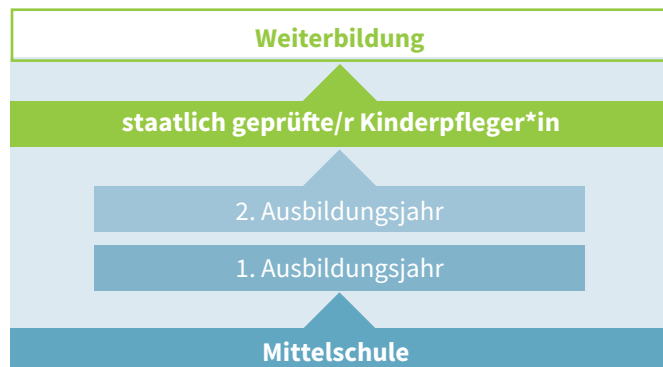 Weiterbildung
staatlich geprüfte/r Kinderpfleger*in
2. Ausbildungsjahr
1. Ausbildungsjahr
Mittelschule